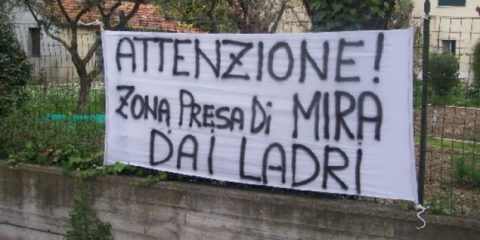 ATTENZIONE!
ZONA PRESA Di MIRA
DAI LADRI